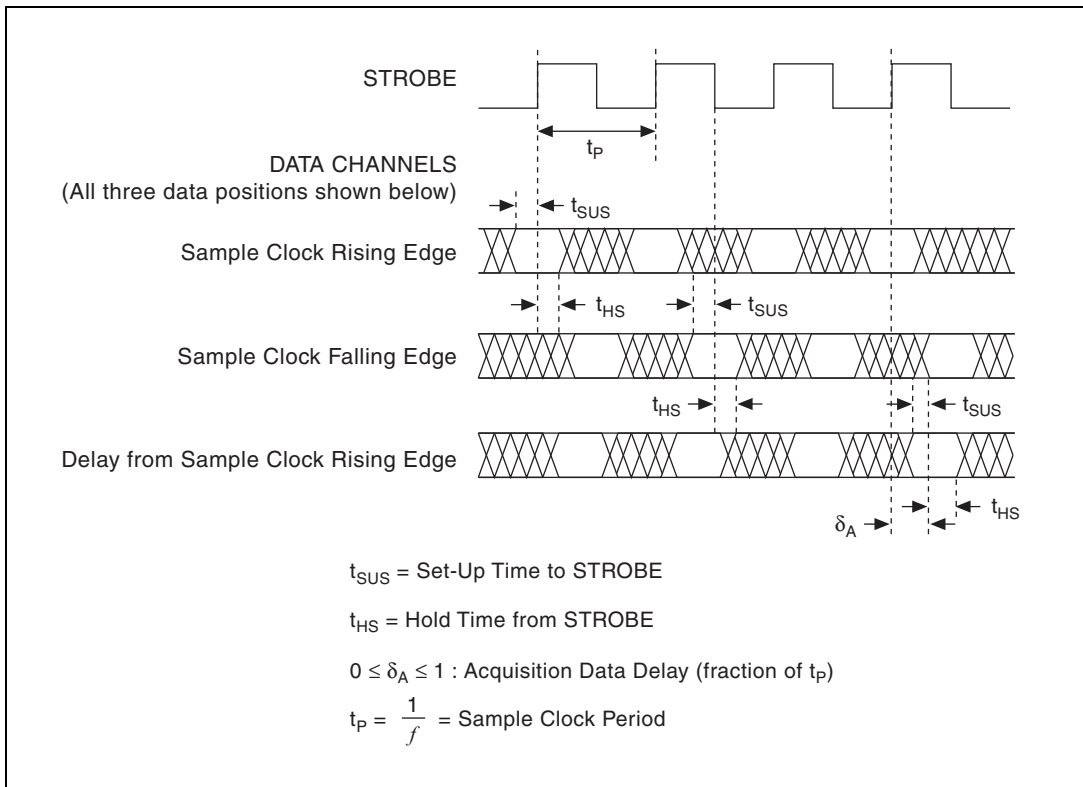 STROBE
tP
DATA CHANNELS
(All three data positions shown below)
tSUS
Sample Clock Rising Edge
tHS
tSUS
Sample Clock Falling Edge
tHS
tSUS
Delay from Sample Clock Rising Edge
tHS
δA
tSUS = Set-Up Time to STROBE
tHS = Hold Time from STROBE
0 ≤ δA ≤ 1 : Acquisition Data Delay (fraction of tP)
tP = 1/f = Sample Clock Period